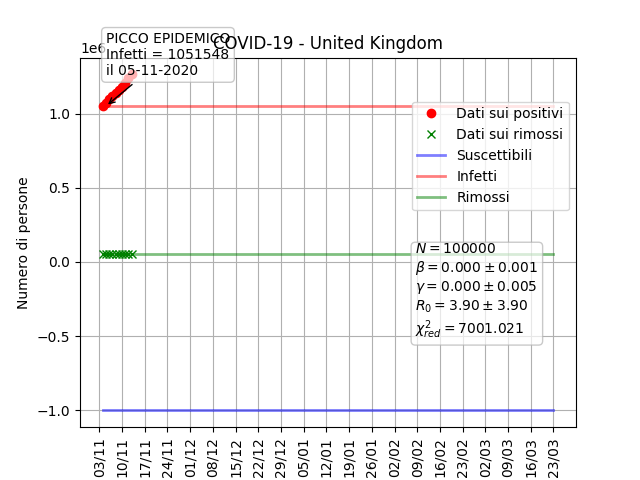 COVID-19 - United Kingdom
1e6
PICCO EPIDEMICO
Infetti = 1051548
il 05-11-2020
Numero di persone
1.0
0.5
0.0
−0.5
−1.0
Dati sui positivi
Dati sui rimossi
Suscettibili
Infetti
Rimossi
N = 100000
β = 0.000 ± 0.001
γ = 0.000 ± 0.005
R₀ = 3.90 ± 3.90
χ²red = 7001.021
03/11
10/11
17/11
24/11
01/12
08/12
15/12
22/12
29/12
05/01
12/01
19/01
26/01
02/02
09/02
16/02
23/02
02/03
09/03
16/03
23/03